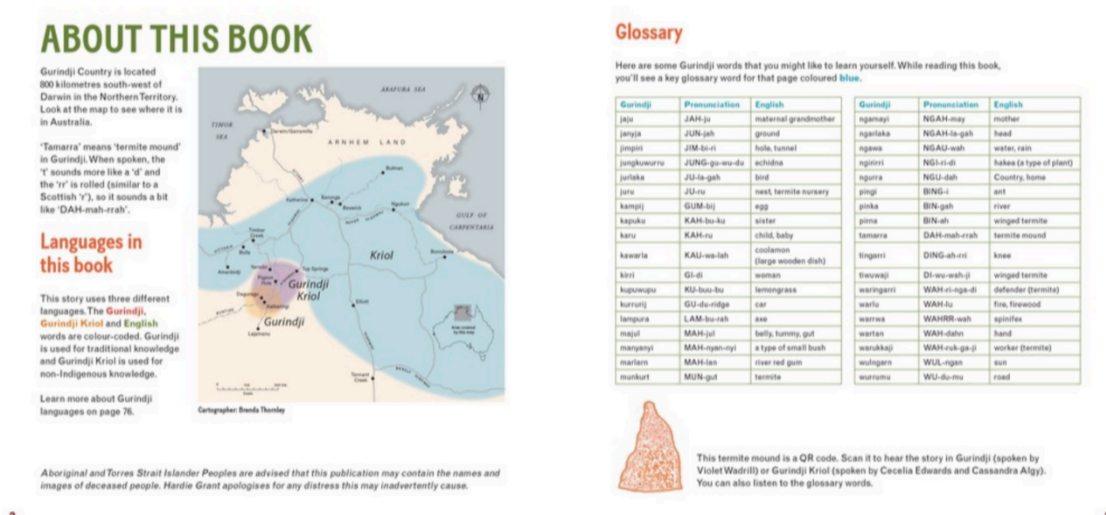 ABOUT THIS BOOK
Gurindji Country is located
800 kilometres south-west of
Darwin in the Northern Territory.
Look at the map to see where it is
in Australia.
‘Tamarra’ means ‘termite mound’
in Gurindji. When spoken, the
‘t’ sounds more like a ‘d’ and
the ‘rr’ is rolled (similar to a
Scottish ‘r’), so it sounds a bit
like ‘DAH-mah-rrah’.
Languages in
this book
This story uses three different
languages. The Gurindji,
Gurindji Kriol and English
words are colour-coded. Gurindji
is used for traditional knowledge
and Gurindji Kriol is used for
non-Indigenous knowledge.
Learn more about Gurindji
languages on page 76.
ARAFURA SEA
TIMOR
SEA
ARNHEM LAND
Bulman
Katherine
Barunga
Beswick
Ngukurr
GULF OF
CARPENTARIA
Timber
Creek
Kriol
Top Springs
Gurindji
Kriol
Gurindji
Elliott
Tennant
Creek
Cartographer: Brenda Thornley
Aboriginal and Torres Strait Islander Peoples are advised that this publication may contain the names and
images of deceased people. Hardie Grant apologises for any distress this may inadvertently cause.
Glossary
Here are some Gurindji words that you might like to learn yourself. While reading this book,
you’ll see a key glossary word for that page coloured blue.
Gurindji Pronunciation English
jaju JAH-ju maternal grandmother
janyja JUN-jah ground
jimpiri JIM-bi-ri hole, tunnel
jungkuwurru JUNG-gu-wu-du echidna
jurlaka JU-la-gah bird
juru JU-ru nest, termite nursery
kampij GUM-bij egg
kapuku KAH-bu-ku sister
karu KAH-ru child, baby
kawarla KAU-wa-lah coolamon
(large wooden dish)
kirri GI-di woman
kupuwupu KU-buu-bu lemongrass
kurrurij GU-du-ridge car
lampura LAM-bu-rah axe
majul MAH-jul belly, tummy, gut
manyanyi MAH-nyan-nyi a type of small bush
marlarn MAH-lan river red gum
munkurt MUN-gut termite
Gurindji Pronunciation English
ngamayi NGAH-may mother
ngarlaka NGAH-la-gah head
ngawa NGAU-wah water, rain
ngirirri NGI-ri-di hakea (a type of plant)
ngurra NGU-dah Country, home
pingi BING-i ant
pinka BIN-gah river
pirna BIN-ah winged termite
tamarra DAH-mah-rrah termite mound
tingarri DING-ah-rri knee
tiwuwaji DI-wu-wah-ji winged termite
waringarri WAH-ri-nga-di defender (termite)
warlu WAH-lu fire, firewood
warrwa WAHRR-wah spinifex
wartan WAH-dahn hand
warukkaji WAH-ruk-ga-ji worker (termite)
wulngarn WUL-ngan sun
wurrumu WU-du-mu road
This termite mound is a QR code. Scan it to hear the story in Gurindji (spoken by
Violet Wadrill) or Gurindji Kriol (spoken by Cecelia Edwards and Cassandra Algy).
You can also listen to the glossary words.